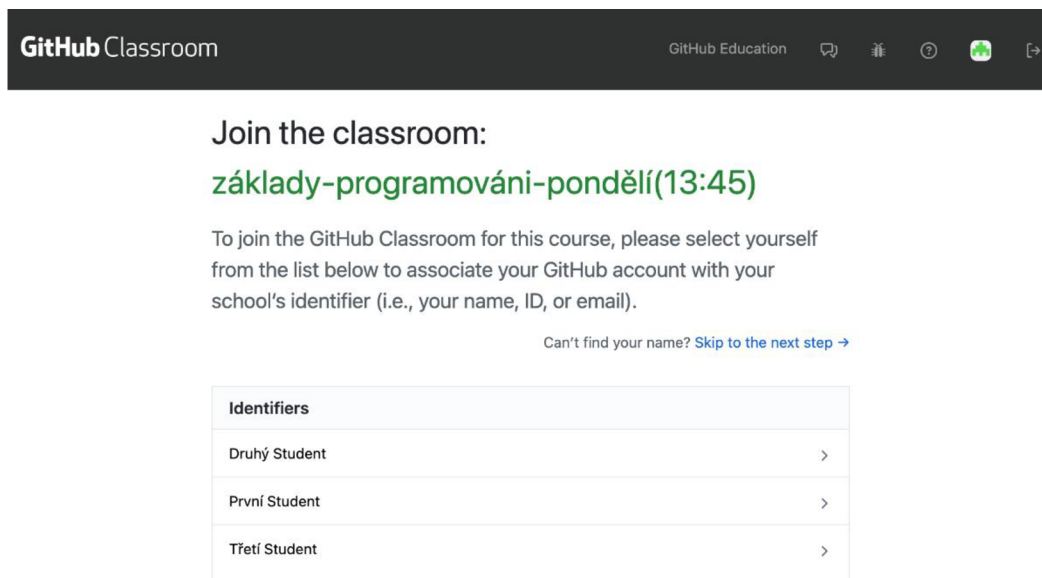 GitHub Classroom
GitHub Education
Join the classroom:
základy-programováni-pondělí(13:45)
To join the GitHub Classroom for this course, please select yourself
from the list below to associate your GitHub account with your
school's identifier (i.e., your name, ID, or email).
Can't find your name? Skip to the next step →
Identifiers
Druhý Student
První Student
Třetí Student